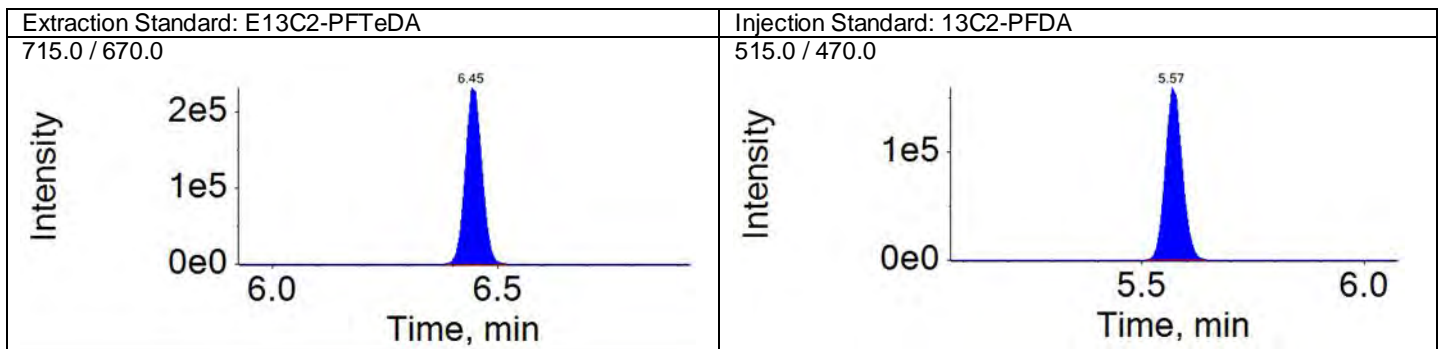 Extraction Standard: E13C2-PFTeDA
715.0 / 670.0
6.45
2e5
1e5
0e0
Intensity
6.0
6.5
Time, min
Injection Standard: 13C2-PFDA
515.0 / 470.0
5.57
1e5
0e0
Intensity
5.5
6.0
Time, min